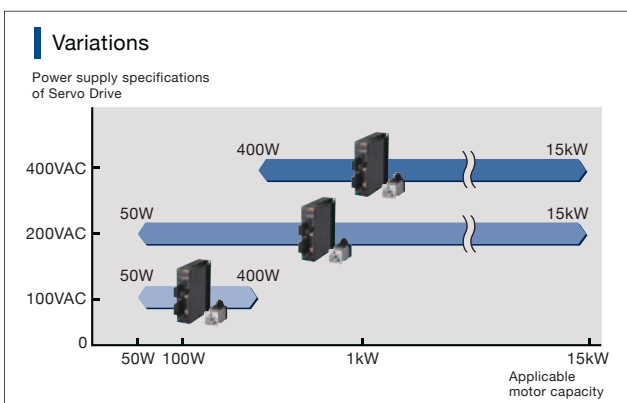 Variations
Power supply specifications
of Servo Drive
400W 15kW
400VAC
50W 15kW
200VAC
50W 400W
100VAC
0
50W 100W 1kW 15kW
Applicable
motor capacity